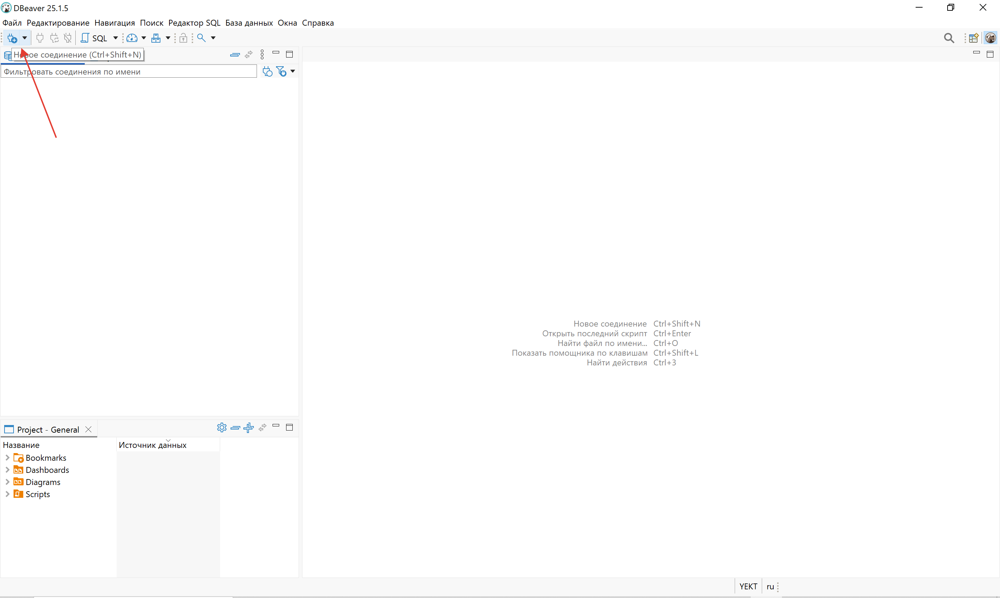 DBeaver 25.1.5
Файл Редактирование Навигация Поиск Редактор SQL База данных Окна Справка
SQL
Новое соединение (Ctrl+Shift+N)
Фильтровать соединения по имени
Новое соединение Ctrl+Shift+N
Открыть последний скрипт Ctrl+Enter
Найти файл по имени... Ctrl+O
Показать помощника по клавишам Ctrl+Shift+L
Найти действия Ctrl+3
Project - General
Название Источник данных
Bookmarks
Dashboards
Diagrams
Scripts
YEKT ru